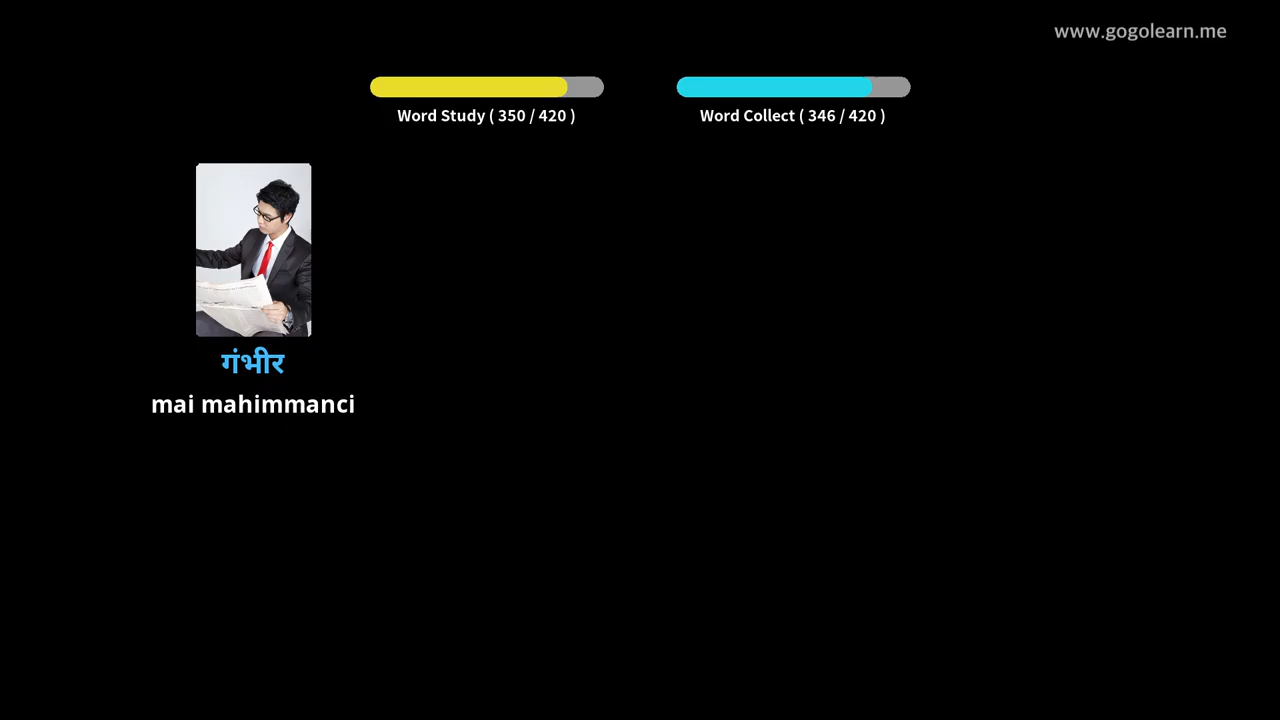 www.gogolearn.me
Word Study ( 350 / 420 )
Word Collect ( 346 / 420 )
गंभीर
mai mahimmanci